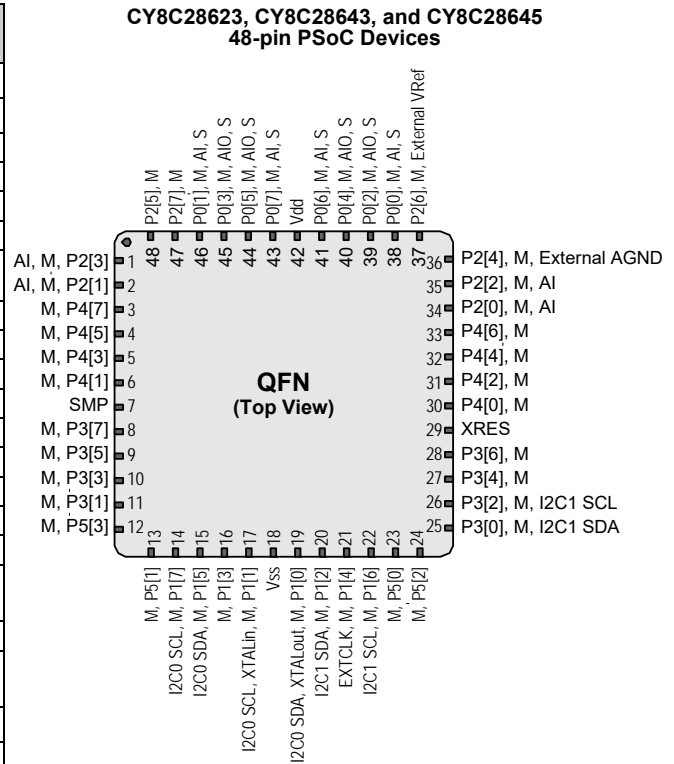 CY8C28623, CY8C28643, and CY8C28645
48-pin PSoC Devices
P2[5], M
P2[7], M
P0[1], M, AI, S
P0[3], M, AIO, S
P0[5], M, AIO, S
P0[7], M, AI, S
Vdd
P0[6], M, AI, S
P0[4], M, AIO, S
P0[2], M, AIO, S
P0[0], M, AI, S
P2[6], M, External VRef
48 47 46 45 44 43 42 41 40 39 38 37
AI, M, P2[3] 1
AI, M, P2[1] 2
M, P4[7] 3
M, P4[5] 4
M, P4[3] 5
M, P4[1] 6
SMP 7
M, P3[7] 8
M, P3[5] 9
M, P3[3] 10
M, P3[1] 11
M, P5[3] 12
QFN
(Top View)
36 P2[4], M, External AGND
35 P2[2], M, AI
34 P2[0], M, AI
33 P4[6], M
32 P4[4], M
31 P4[2], M
30 P4[0], M
29 XRES
28 P3[6], M
27 P3[4], M
26 P3[2], M, I2C1 SCL
25 P3[0], M, I2C1 SDA
13 14 15 16 17 18 19 20 21 22 23 24
M, P5[1]
I2C0 SCL, M, P1[7]
I2C0 SDA, M, P1[5]
M, P1[3]
I2C0 SCL, XTALin, M, P1[1]
Vss
I2C0 SDA, XTALout, M, P1[0]
I2C1 SDA, M, P1[2]
EXTCLK, M, P1[4]
I2C1 SCL, M, P1[6]
M, P5[0]
M, P5[2]